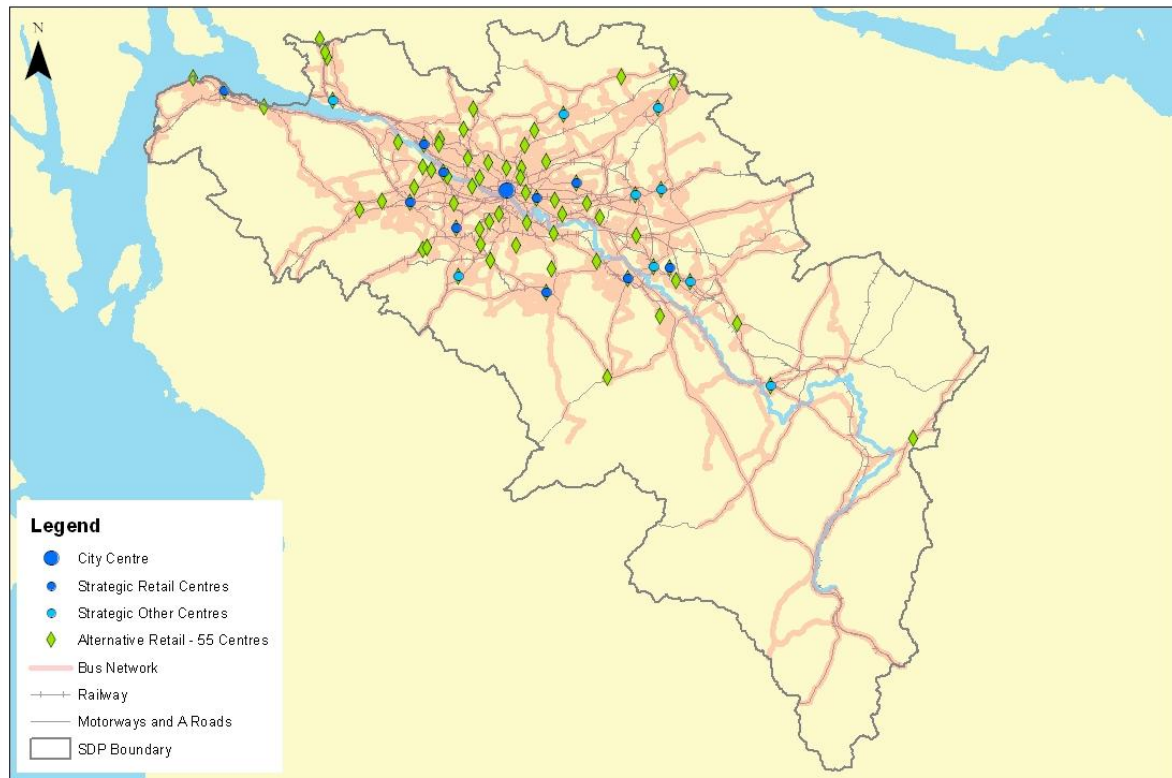 N
Legend
City Centre
Strategic Retail Centres
Strategic Other Centres
Alternative Retail - 55 Centres
Bus Network
Railway
Motorways and A Roads
SDP Boundary